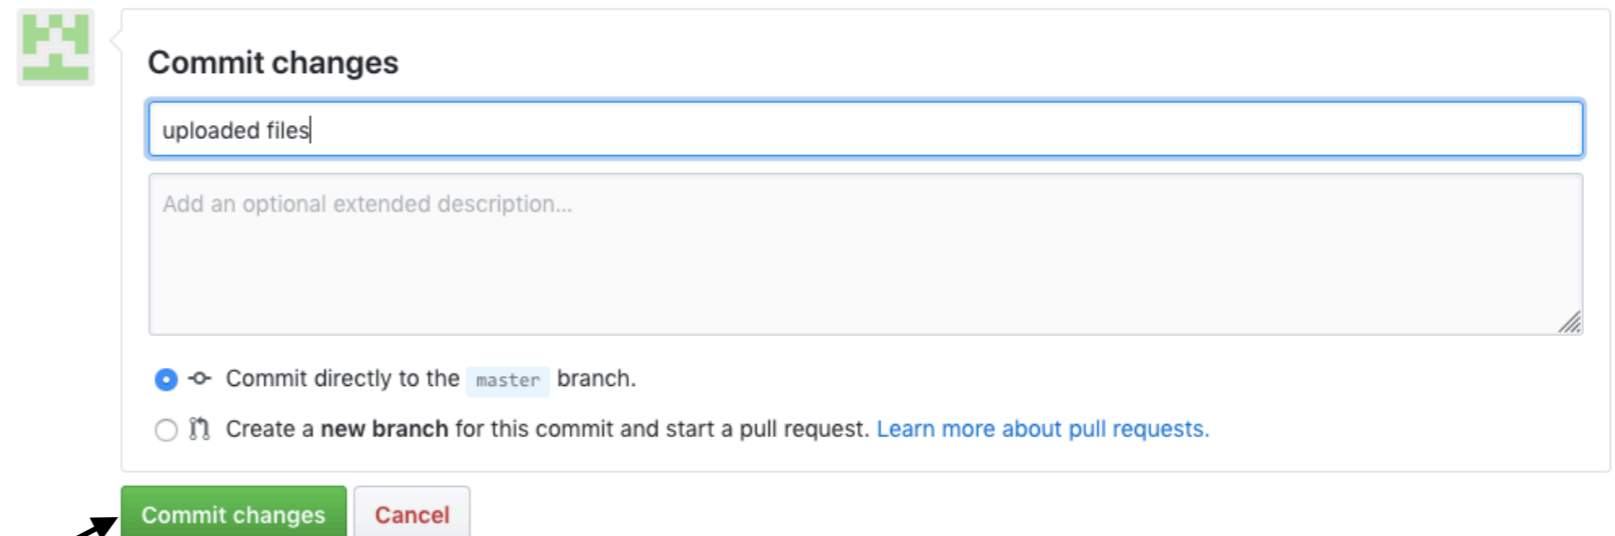 Commit changes
uploaded files
Add an optional extended description...
Commit directly to the master branch.
Create a new branch for this commit and start a pull request. Learn more about pull requests.
Commit changes Cancel